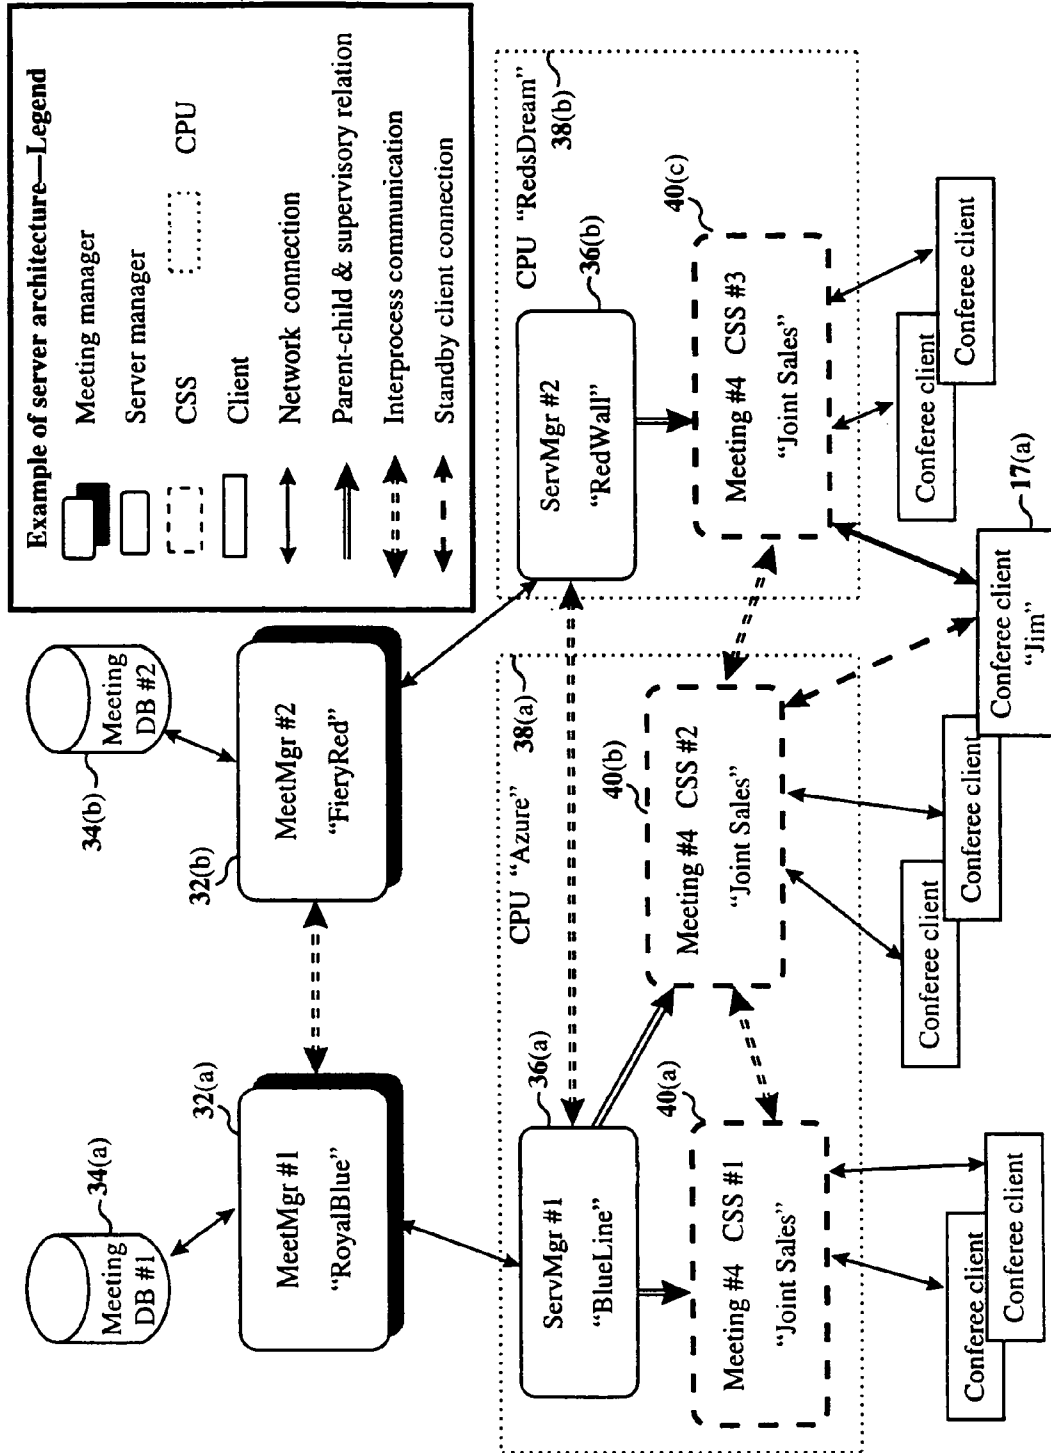 Example of server architecture—Legend
Meeting manager
Server manager
CSS
CPU
Client
Network connection
Parent-child & supervisory relation
Interprocess communication
Standby client connection
Meeting
DB #1
34(a)
Meeting
DB #2
34(b)
32(a)
MeetMgr #1
“RoyalBlue”
32(b)
MeetMgr #2
“FieryRed”
CPU “Azure”
38(a)
CPU “RedsDream”
38(b)
36(a)
ServMgr #1
“BlueLine”
36(b)
ServMgr #2
“RedWall”
40(a)
Meeting #4 CSS #1
“Joint Sales”
40(b)
Meeting #4 CSS #2
“Joint Sales”
40(c)
Meeting #4 CSS #3
“Joint Sales”
Conferee client
Conferee client
Conferee client
Conferee client
Conferee client
“Jim”
17(a)
Conferee client
Conferee client